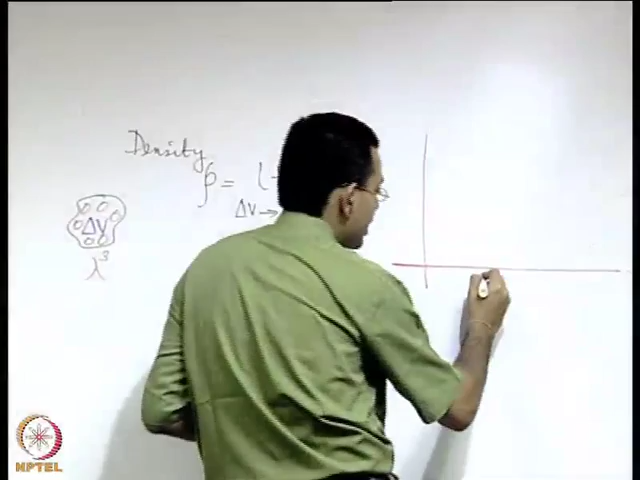 Density
ρ =
ΔV →
ΔV
λ³
NPTEL